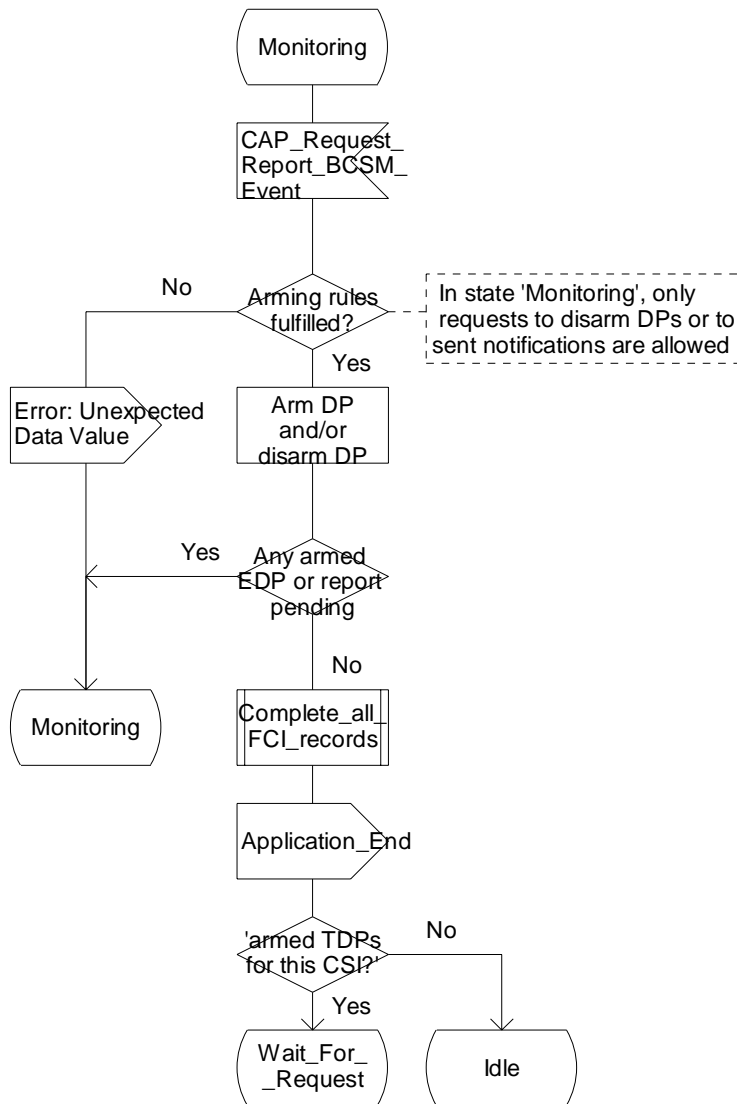 Monitoring
CAP_Request_
Report_BCSM_
Event
No
Arming rules
fulfilled?
In state 'Monitoring', only
requests to disarm DPs or to
sent notifications are allowed
Yes
Error: Unexpected
Data Value
Arm DP
and/or
disarm DP
Yes
Any armed
EDP or report
pending
No
Monitoring
Complete_all_
FCI_records
Application_End
'armed TDPs
for this CSI?'
No
Yes
Wait_For_
_Request
Idle